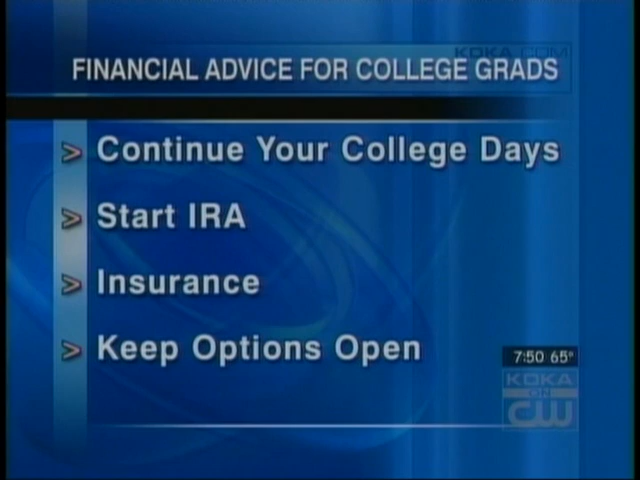 KDKA.COM
FINANCIAL ADVICE FOR COLLEGE GRADS
> Continue Your College Days
> Start IRA
> Insurance
> Keep Options Open
7:50 65°
KDKA
ON
CW